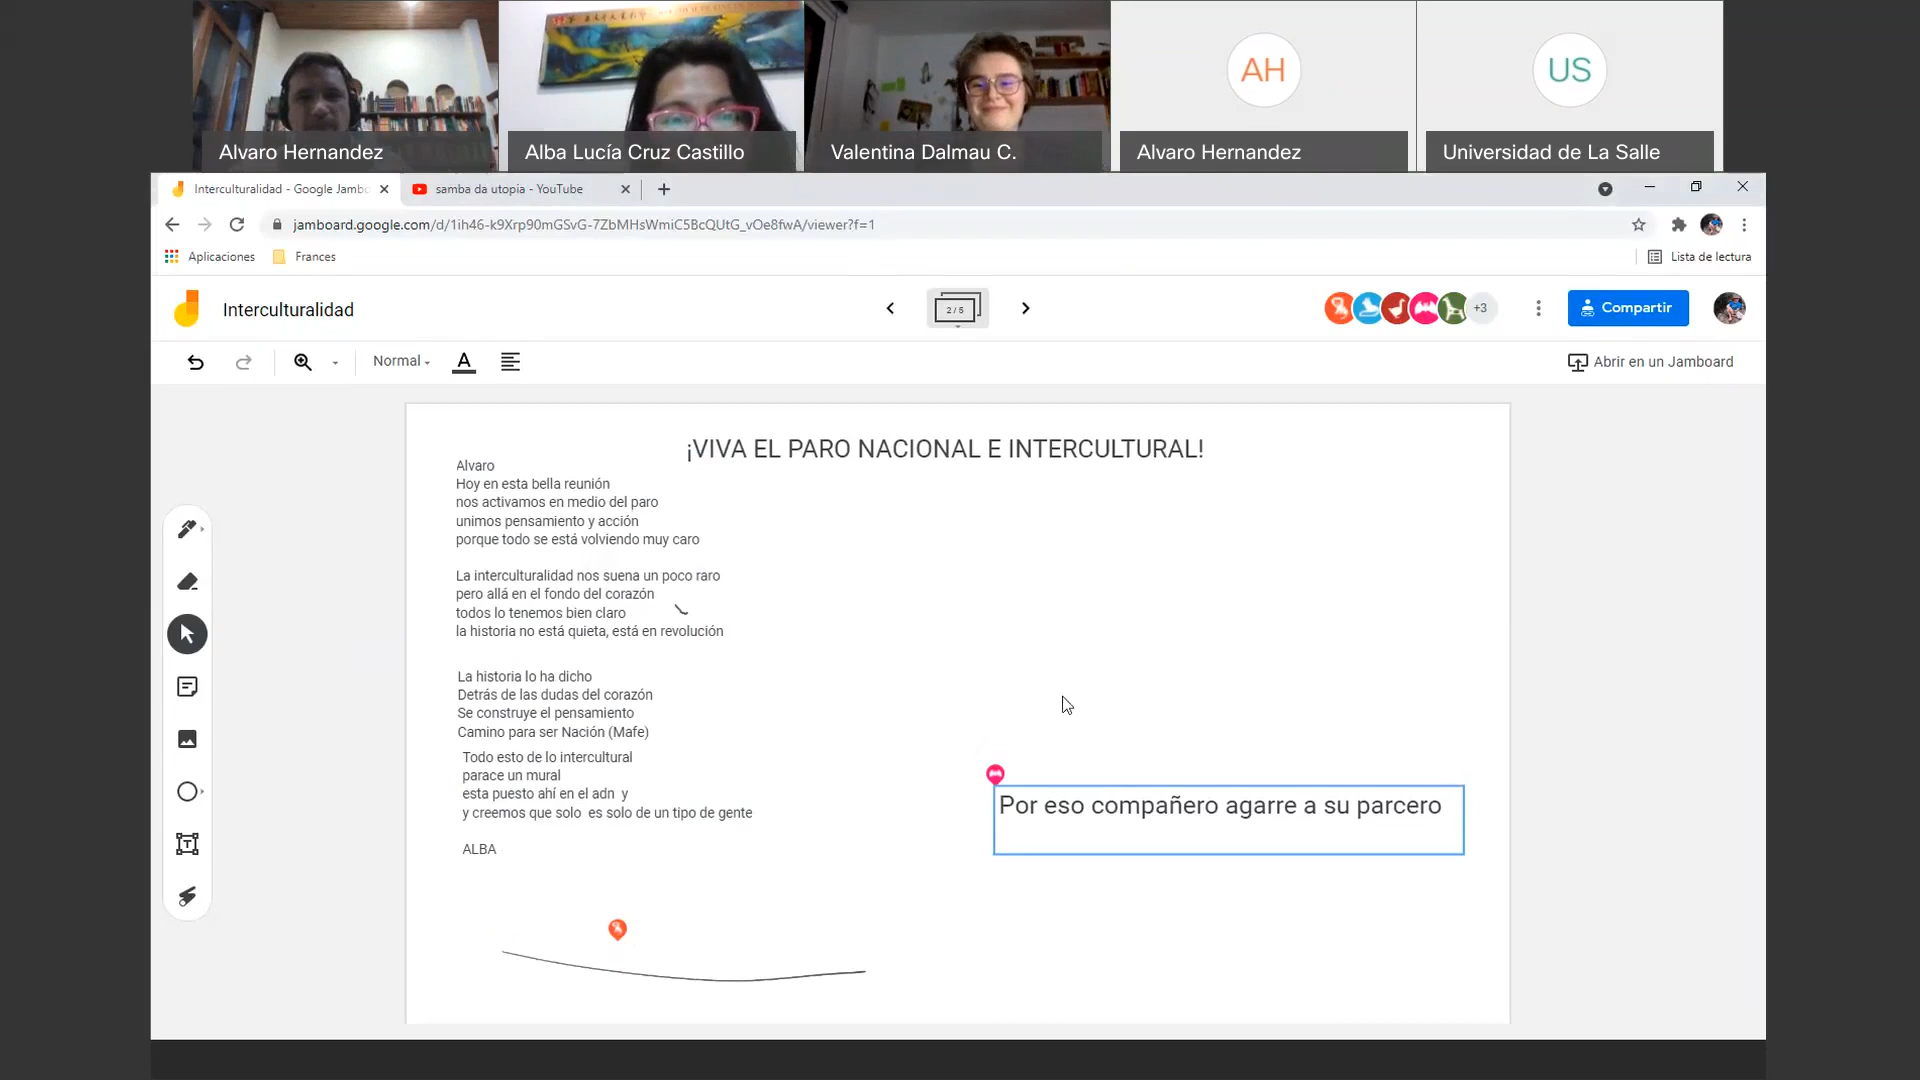 AH
US
Alvaro Hernandez
Alba Lucía Cruz Castillo
Valentina Dalmau C.
Alvaro Hernandez
Universidad de La Salle
Interculturalidad - Google Jambo
samba da utopia - YouTube
jamboard.google.com/d/1ih46-k9Xrp90mGSvG-7ZbMHsWmiC5BcQUtG_vOe8fwA/viewer?f=1
Aplicaciones
Frances
Lista de lectura
Interculturalidad
2 / 5
+3
Compartir
Normal
A
Abrir en un Jamboard
¡VIVA EL PARO NACIONAL E INTERCULTURAL!
Alvaro
Hoy en esta bella reunión
nos activamos en medio del paro
unimos pensamiento y acción
porque todo se está volviendo muy caro
La interculturalidad nos suena un poco raro
pero allá en el fondo del corazón
todos lo tenemos bien claro
la historia no está quieta, está en revolución
La historia lo ha dicho
Detrás de las dudas del corazón
Se construye el pensamiento
Camino para ser Nación (Mafe)
Todo esto de lo intercultural
parace un mural
esta puesto ahí en el adn  y
y creemos que solo  es solo de un tipo de gente
ALBA
Por eso compañero agarre a su parcero